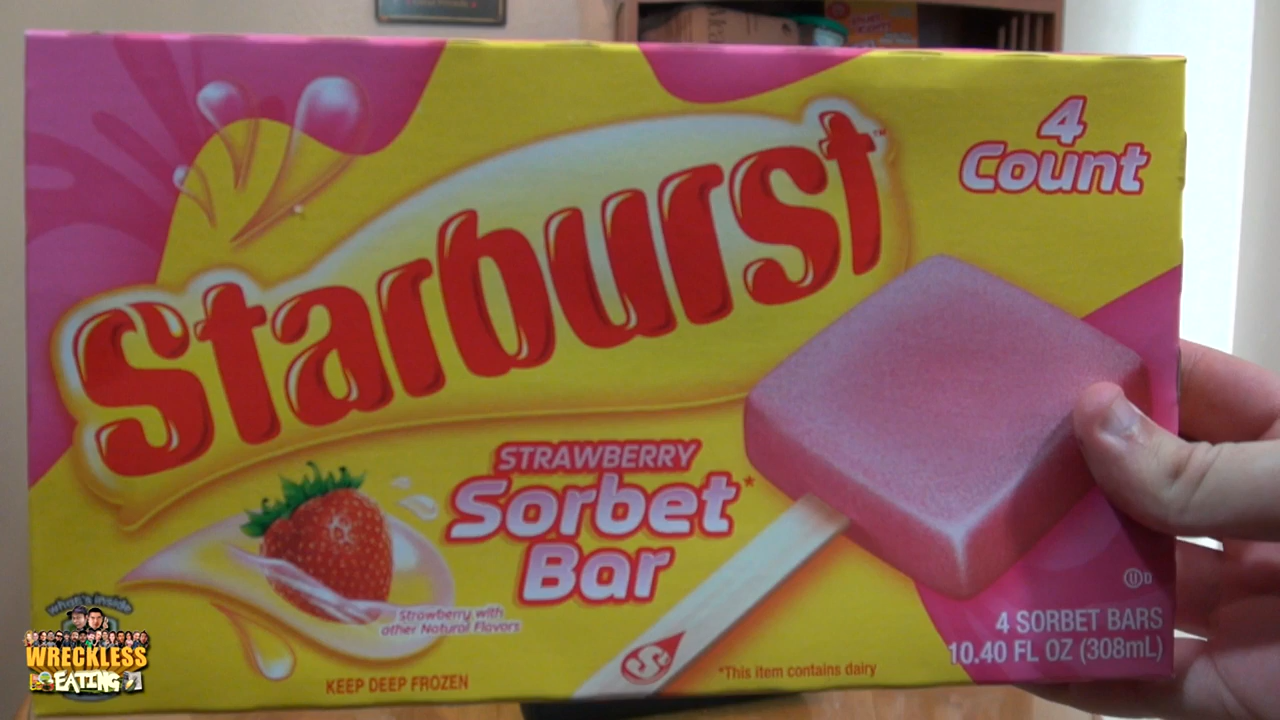 4
Count
Starburst™
STRAWBERRY
Sorbet*
Bar
Strawberry with
other Natural Flavors
KEEP DEEP FROZEN
*This item contains dairy
U D
4 SORBET BARS
10.40 FL OZ (308mL)
what's inside
WRECKLESS
EATING